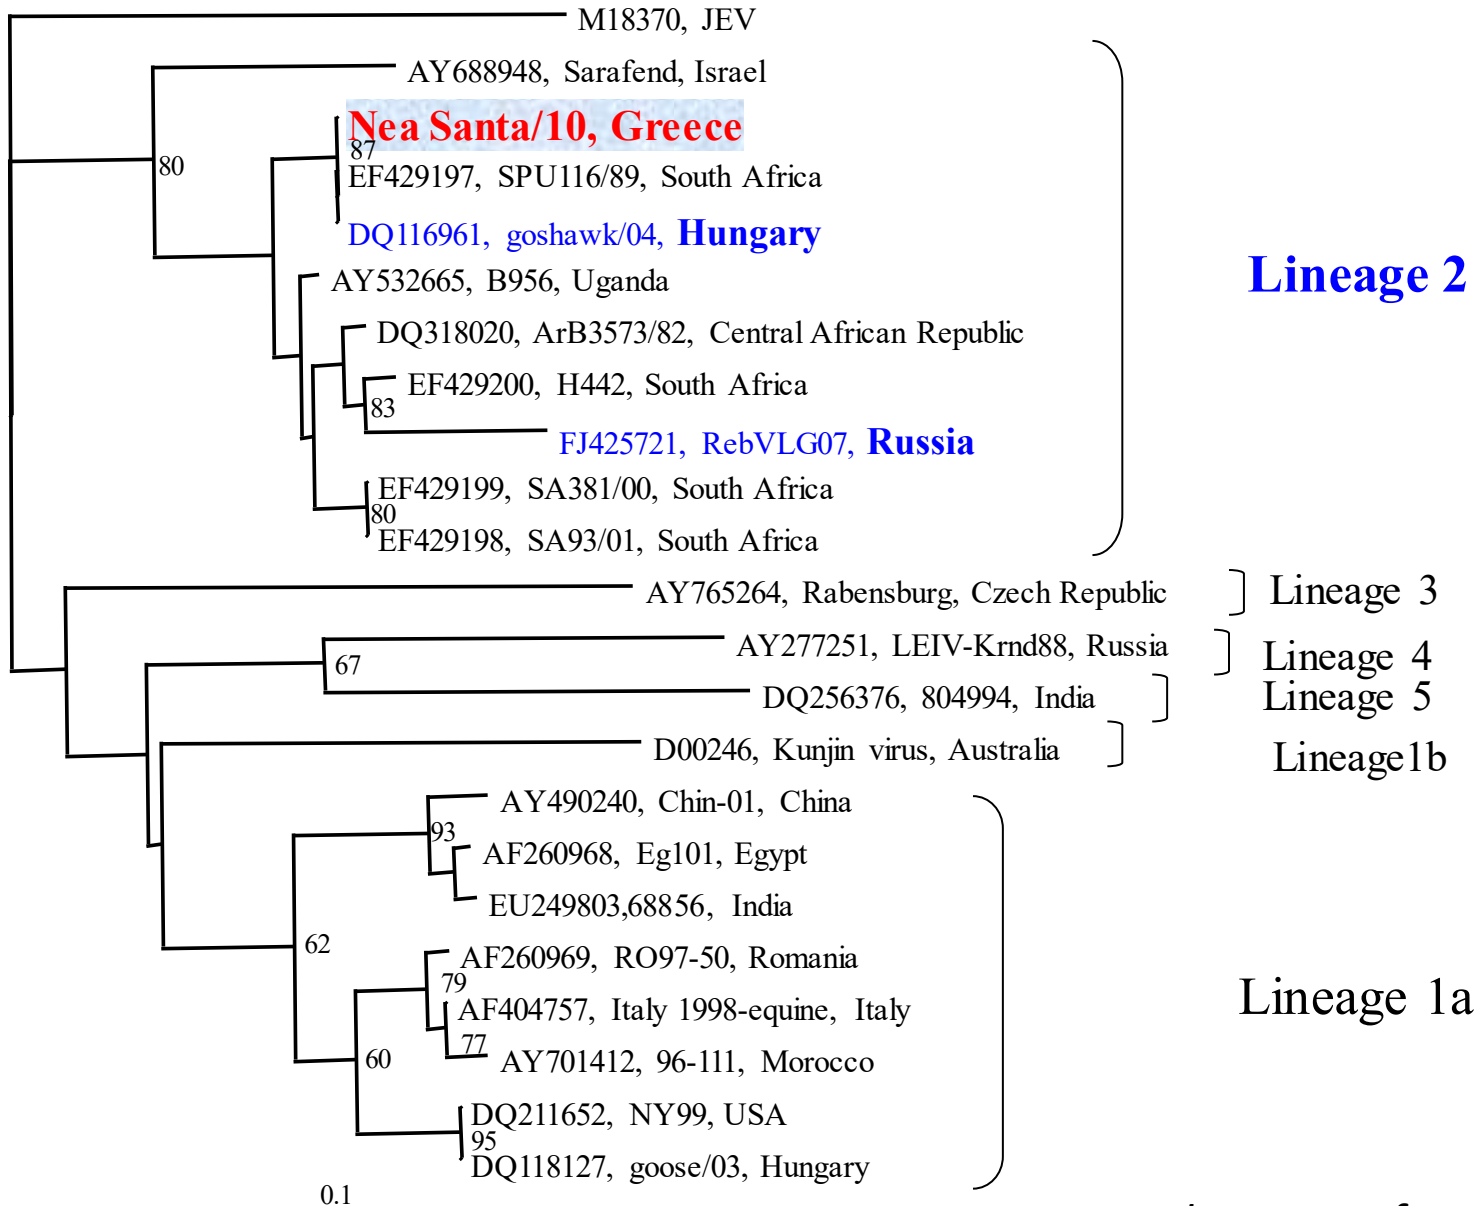 M18370, JEV
AY688948, Sarafend, Israel
Nea Santa/10, Greece
87
80
EF429197, SPU116/89, South Africa
DQ116961, goshawk/04, Hungary
Lineage 2
AY532665, B956, Uganda
DQ318020, ArB3573/82, Central African Republic
EF429200, H442, South Africa
83
FJ425721, RebVLG07, Russia
EF429199, SA381/00, South Africa
80
EF429198, SA93/01, South Africa
AY765264, Rabensburg, Czech Republic
Lineage 3
AY277251, LEIV-Krnd88, Russia
Lineage 4
67
DQ256376, 804994, India
Lineage 5
D00246, Kunjin virus, Australia
Lineage1b
AY490240, Chin-01, China
93
AF260968, Eg101, Egypt
EU249803,68856, India
62
AF260969, RO97-50, Romania
79
Lineage 1a
AF404757, Italy 1998-equine, Italy
77
60
AY701412, 96-111, Morocco
DQ211652, NY99, USA
95
DQ118127, goose/03, Hungary
0.1